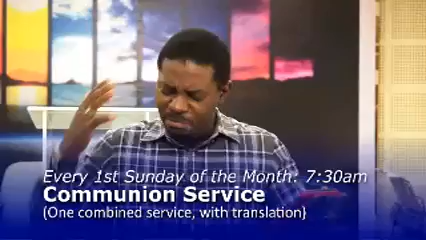 Every 1st Sunday of the Month: 7:30am
Communion Service
(One combined service, with translation)